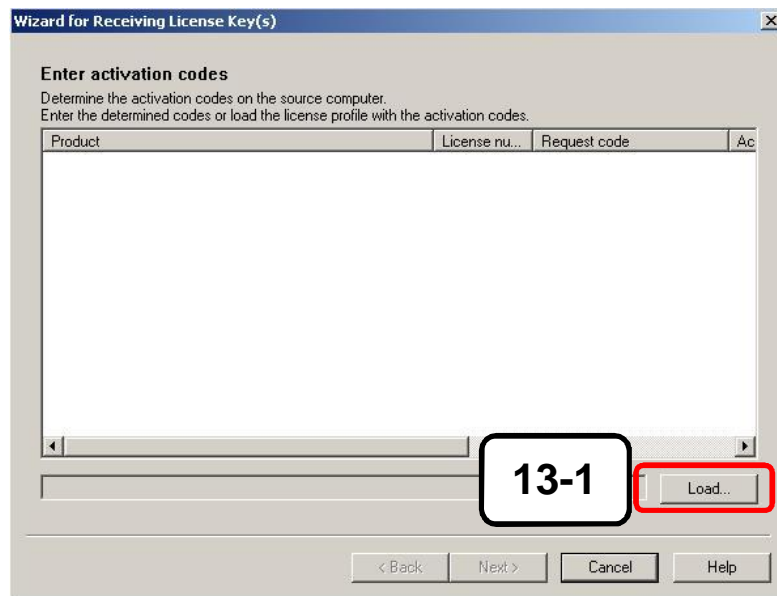 Wizard for Receiving License Key(s)
Enter activation codes
Determine the activation codes on the source computer.
Enter the determined codes or load the license profile with the activation codes.
Product License nu... Request code Ac
13-1 Load...
< Back Next > Cancel Help